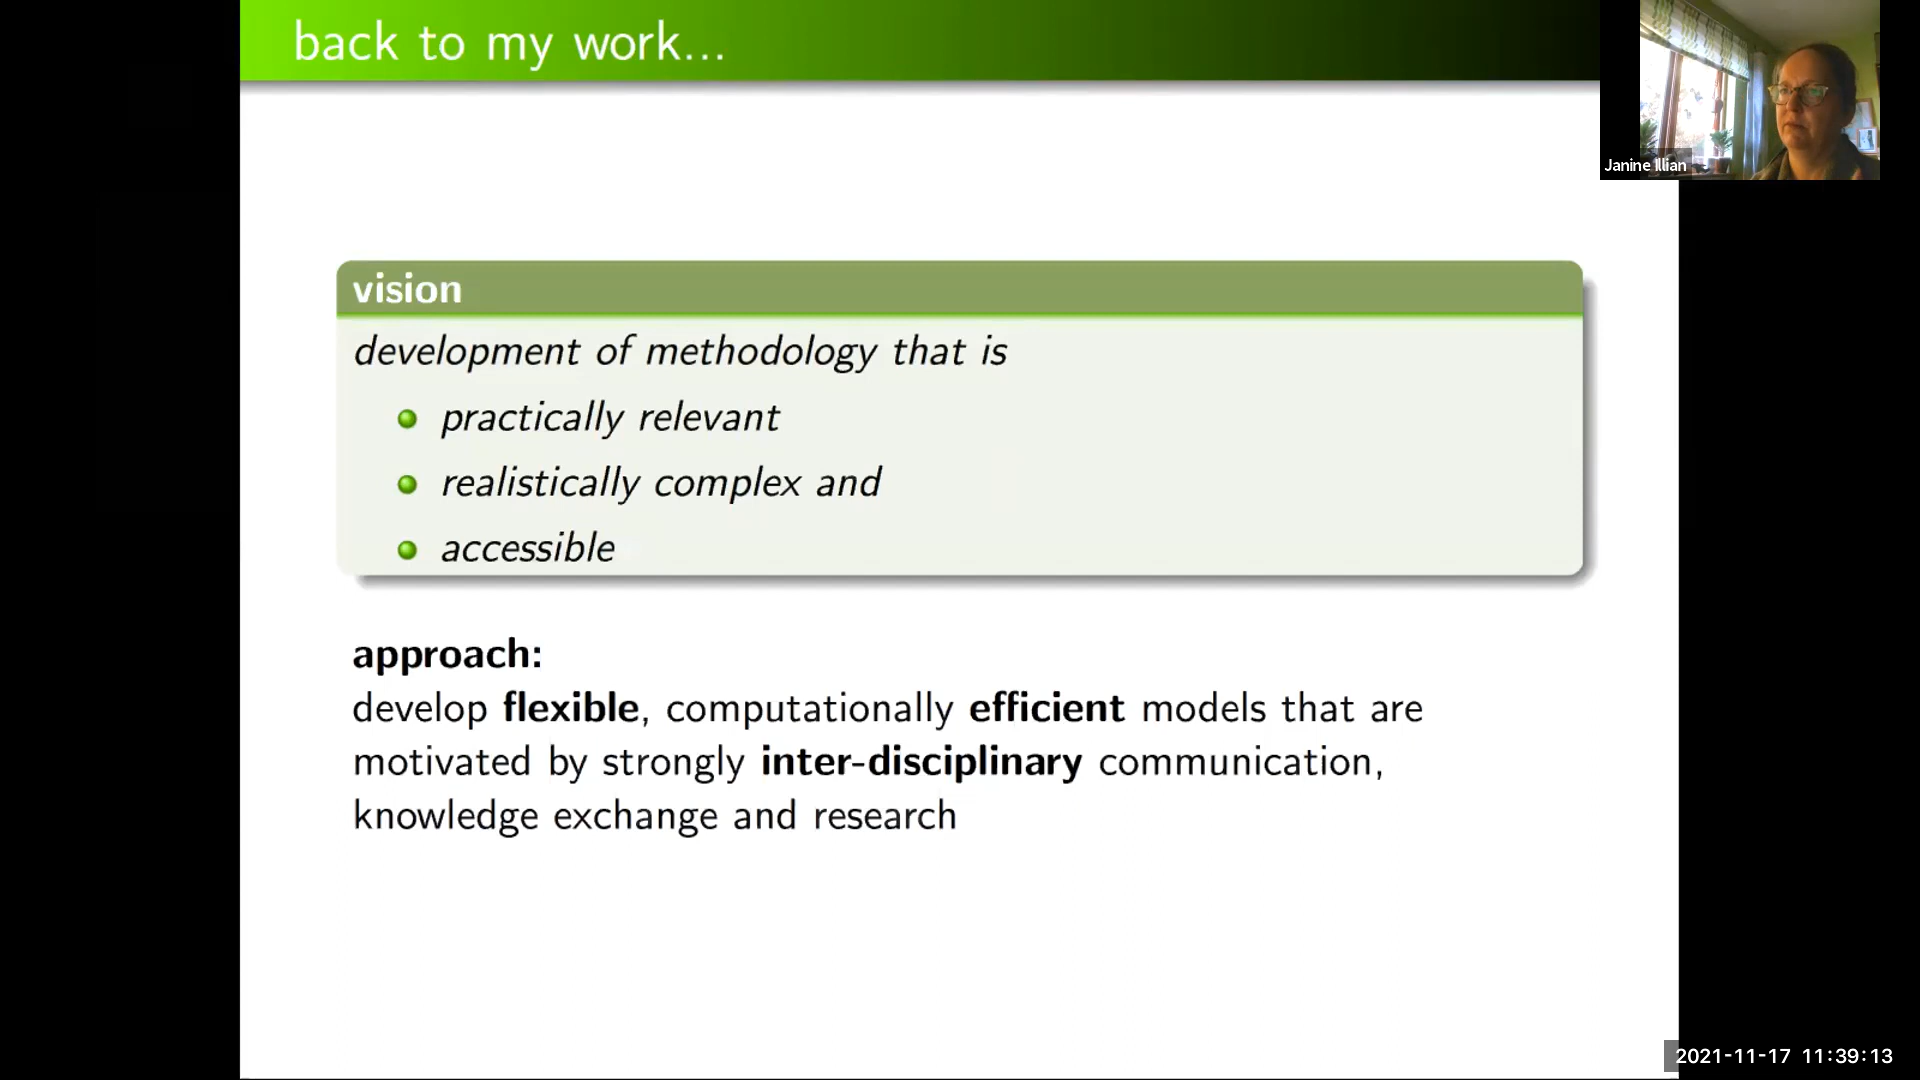 back to my work...
Janine Illian
vision
development of methodology that is
practically relevant
realistically complex and
accessible
approach:
develop flexible, computationally efficient models that are
motivated by strongly inter-disciplinary communication,
knowledge exchange and research
2021-11-17 11:39:13